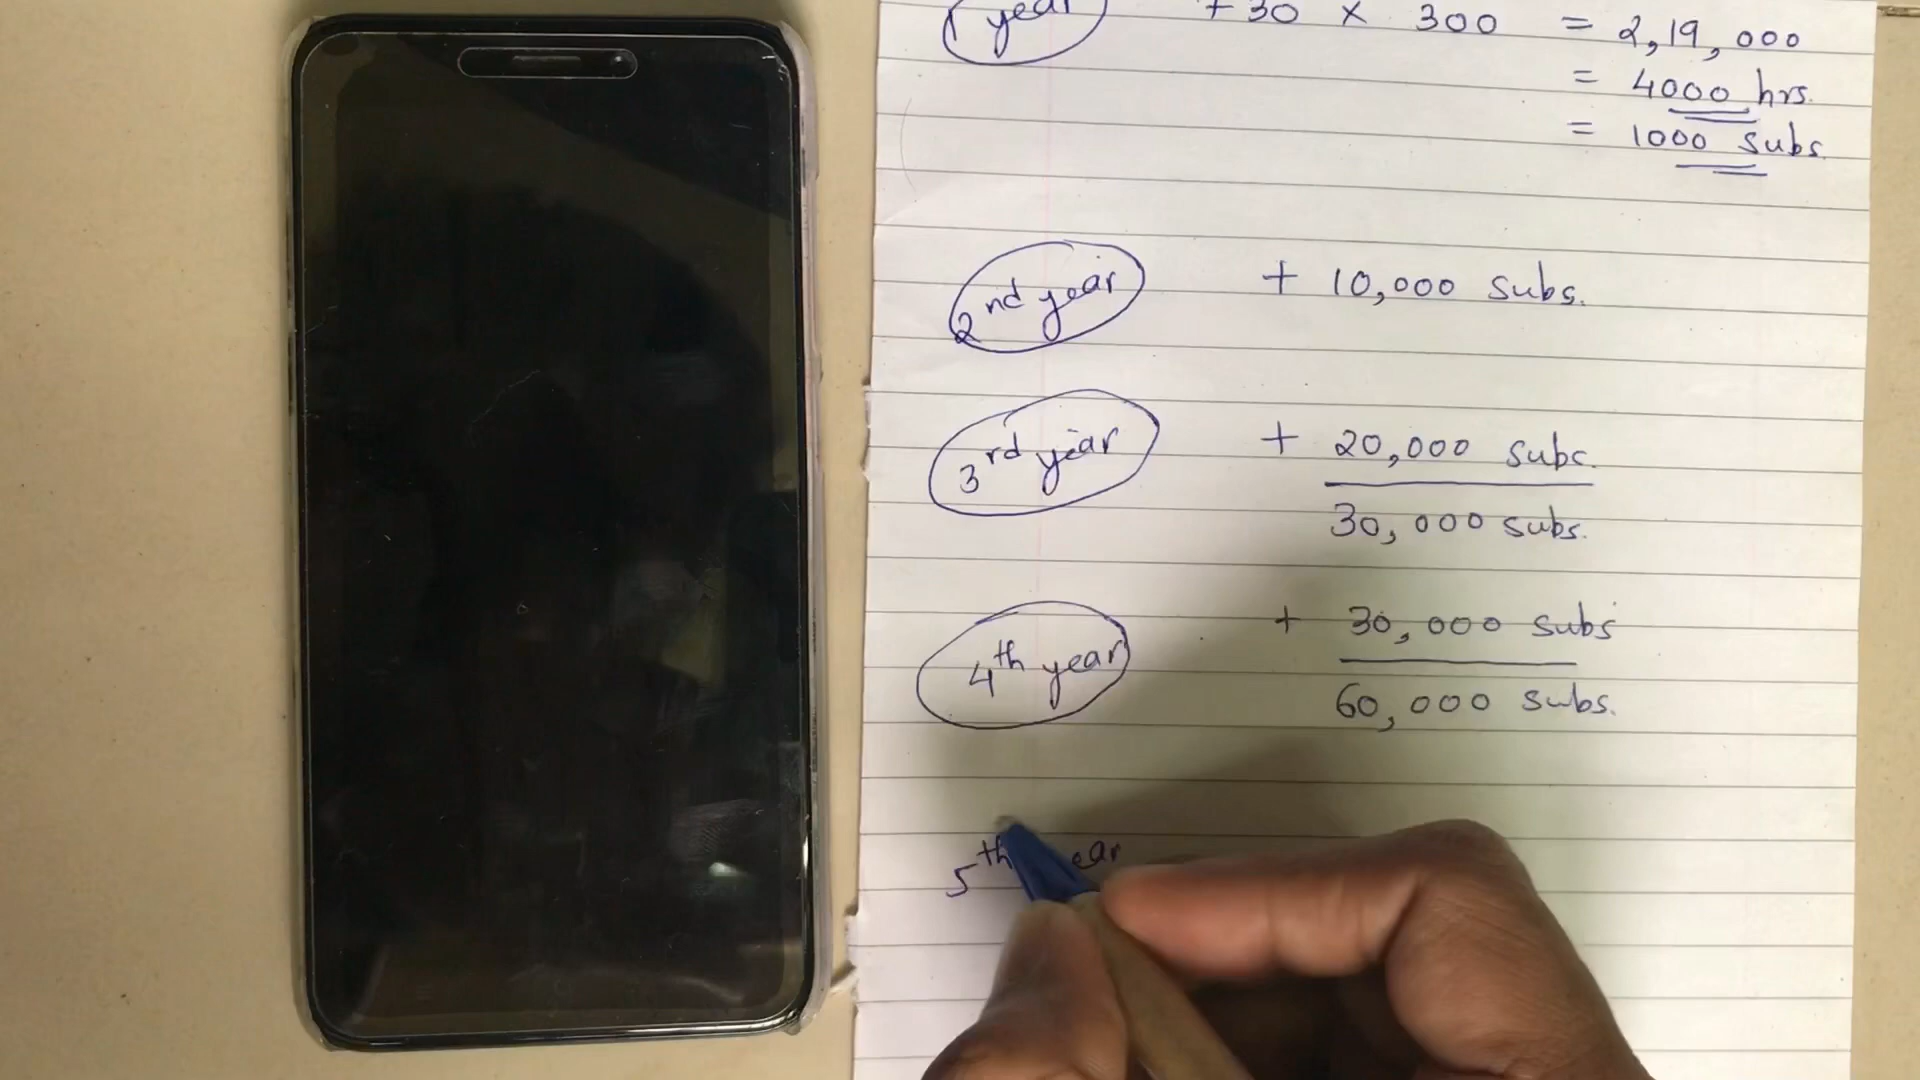 1 year + 30 × 300 = 2,19,000
= 4000 hrs.
= 1000 subs.
2nd year + 10,000 subs.
3rd year + 20,000 subs.
30,000 subs.
4th year + 30,000 subs
60,000 subs.
5th